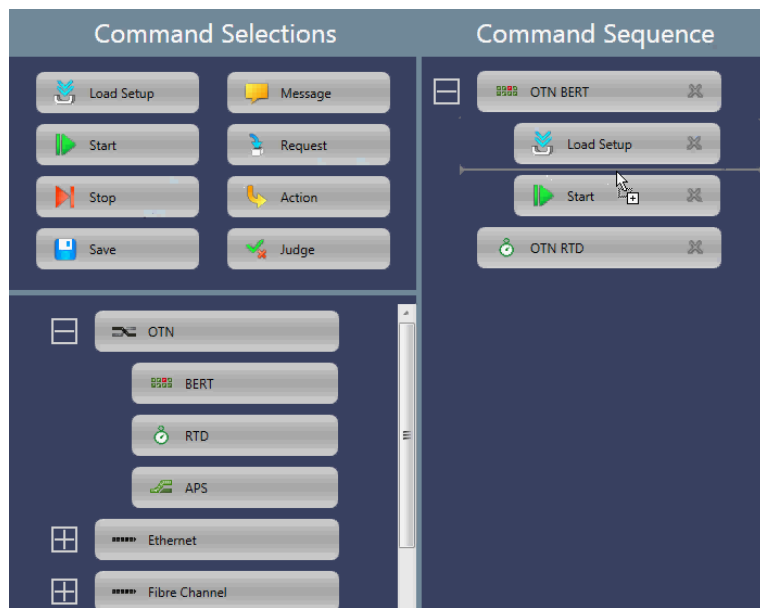 Command Selections
Load Setup
Message
Start
Request
Stop
Action
Save
Judge
OTN
BERT
RTD
APS
Ethernet
Fibre Channel
Command Sequence
OTN BERT
Load Setup
Start
OTN RTD